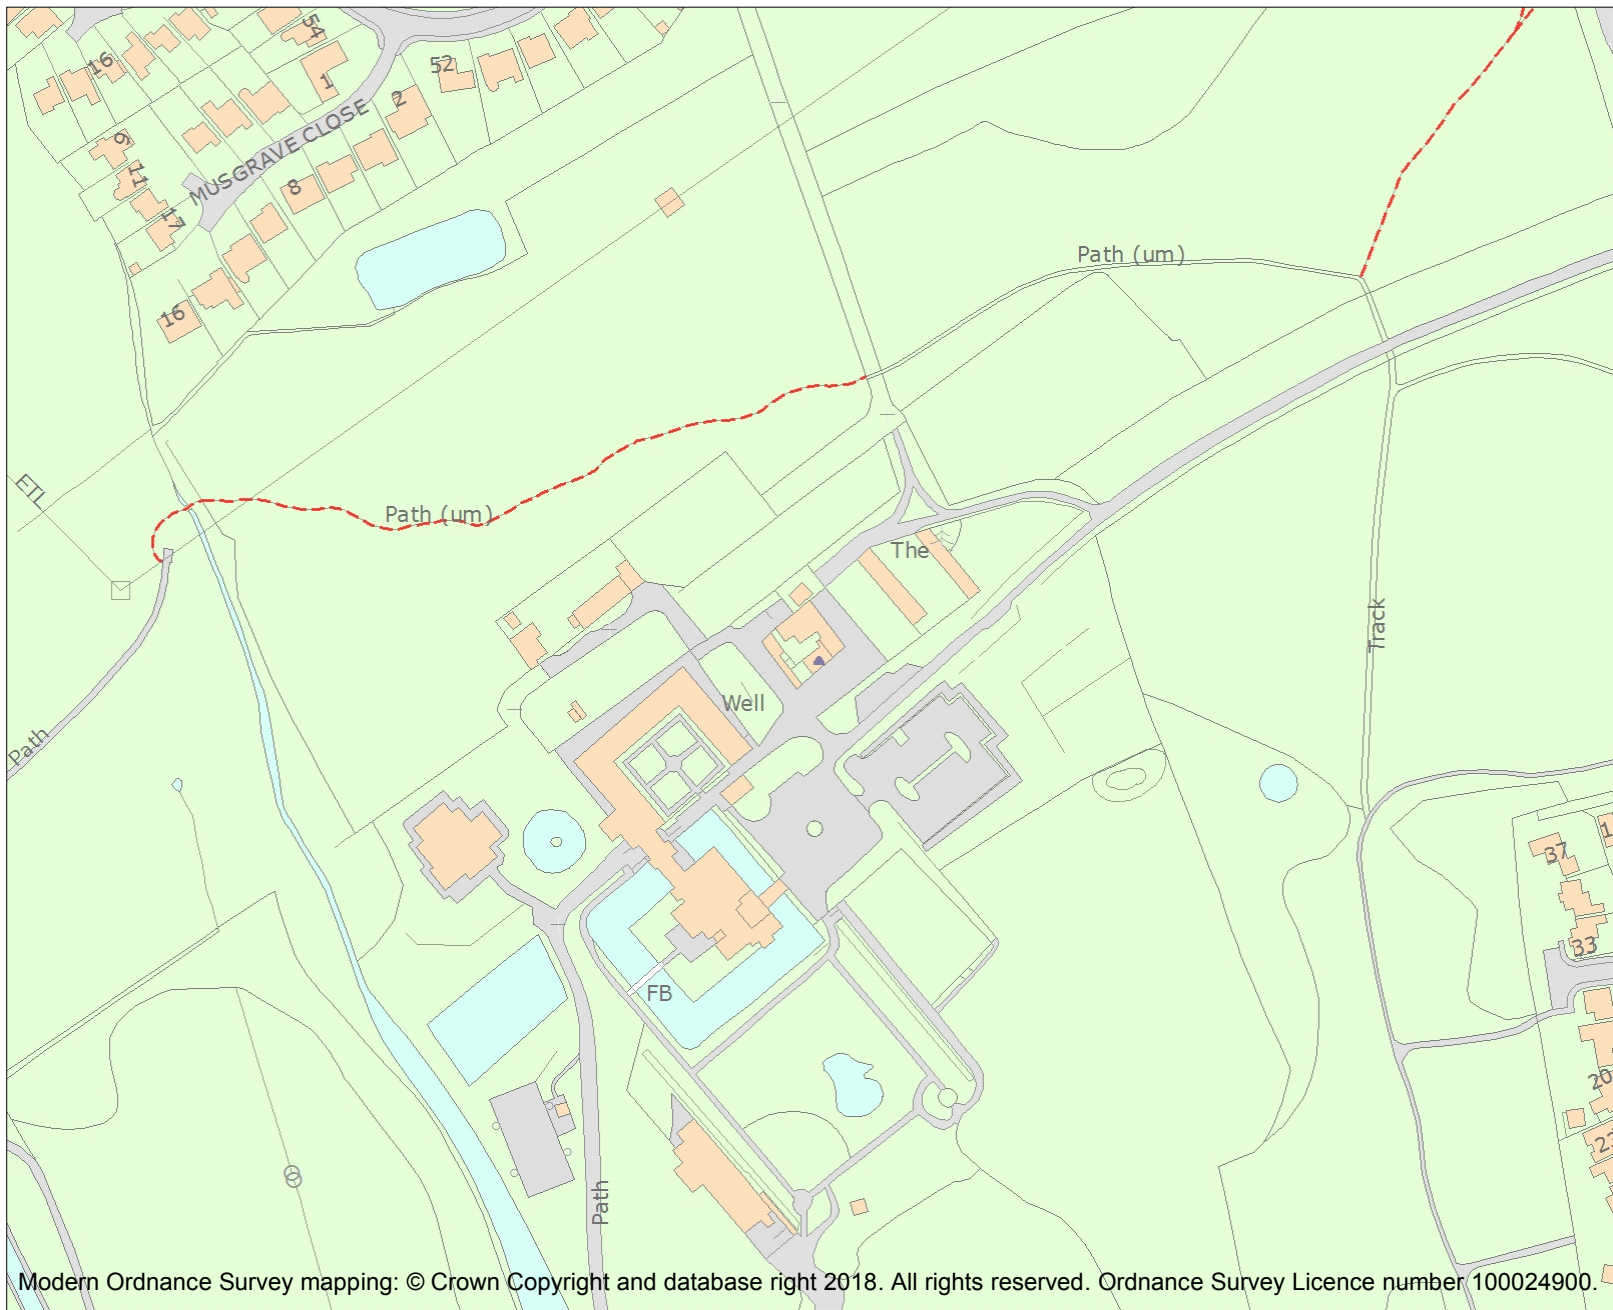 54
16
52
1
2
MUSGRAVE CLOSE
9
11
8
17
Path (um)
16
ETL
Path (um)
The
Track
Well
Path
37
33
FB
20
Path
Modern Ordnance Survey mapping: © Crown Copyright and database right 2018. All rights reserved. Ordnance Survey Licence number 100024900.